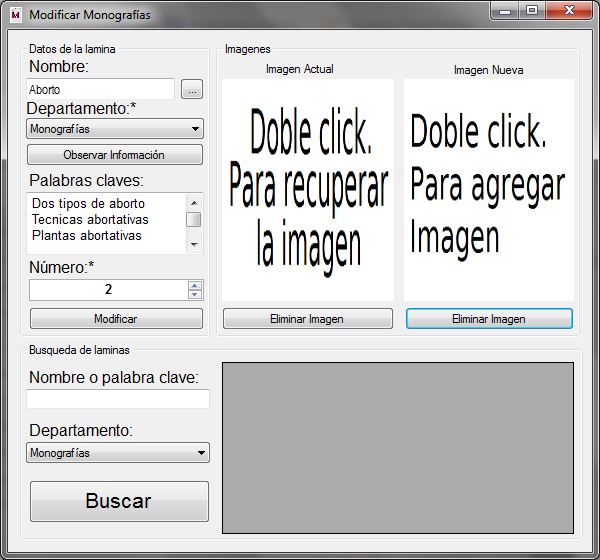 Modificar Monografías
Datos de la lamina
Nombre:
Aborto
...
Departamento:*
Monografías
Observar Información
Palabras claves:
Dos tipos de aborto
Tecnicas abortativas
Plantas abortativas
Número:*
2
Modificar
Imagenes
Imagen Actual
Doble click.
Para recuperar
la imagen
Eliminar Imagen
Imagen Nueva
Doble click.
Para agregar
Imagen
Eliminar Imagen
Busqueda de laminas
Nombre o palabra clave:
Departamento:
Monografías
Buscar